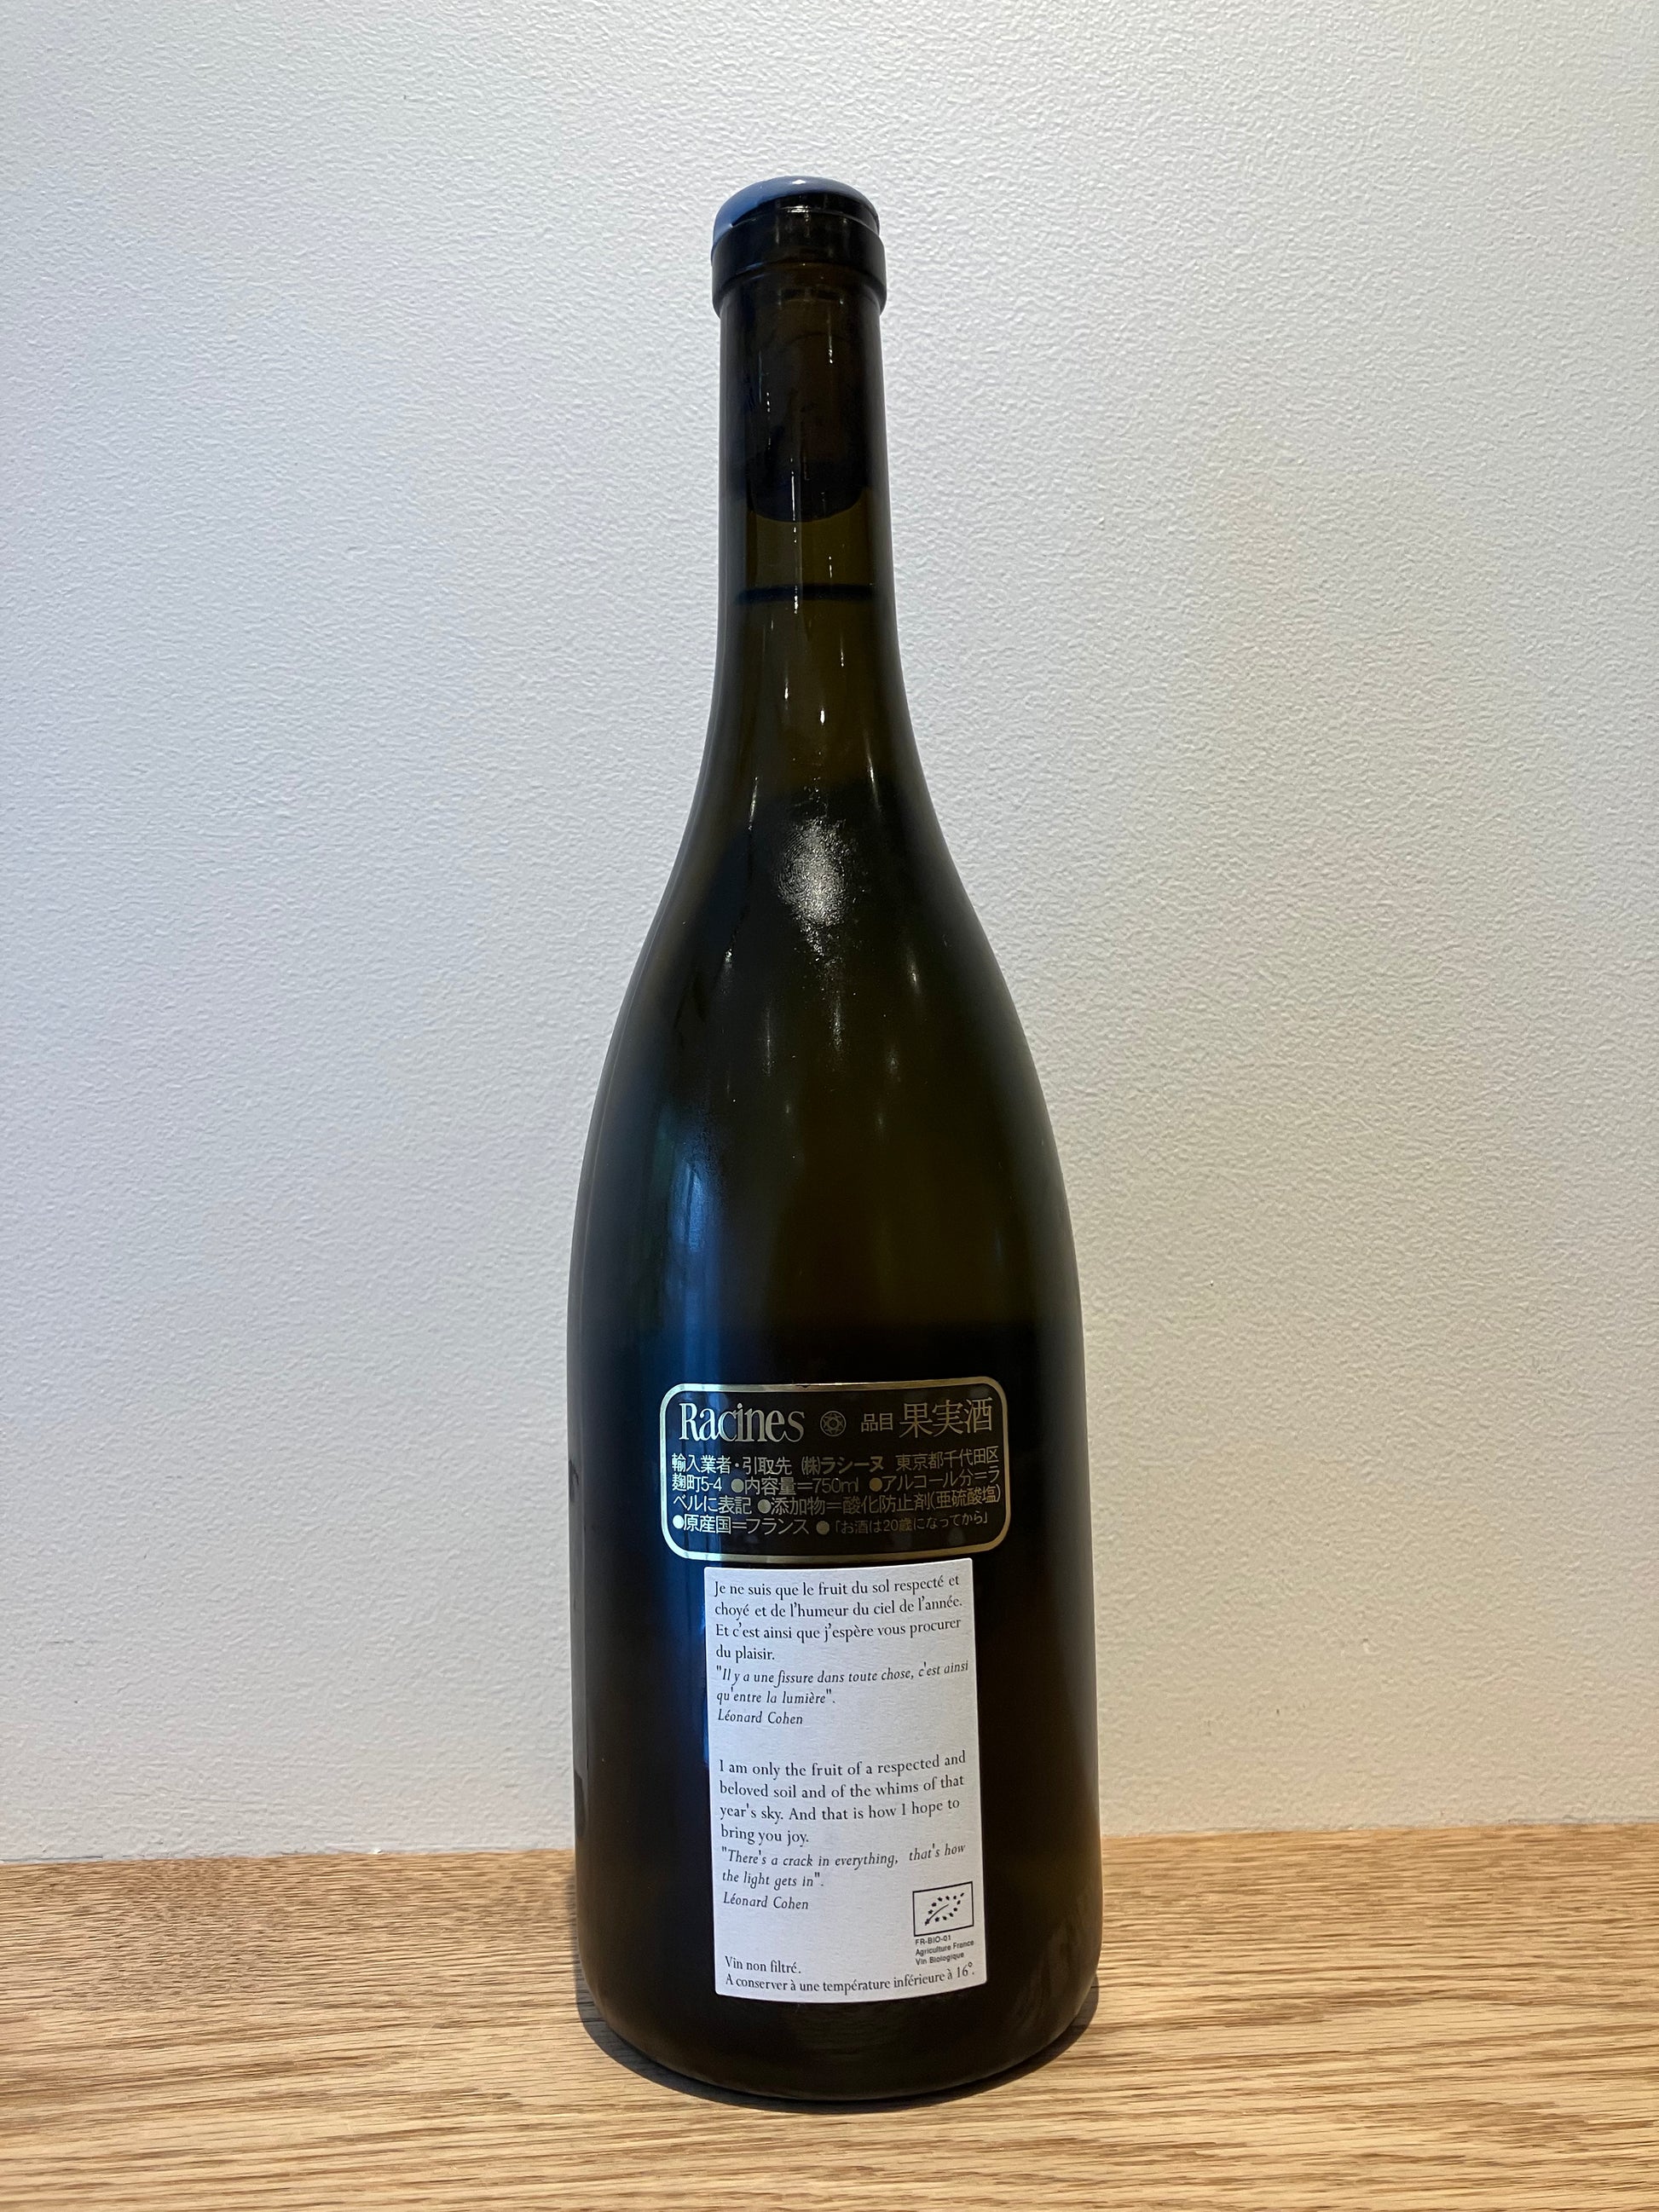 Racines 品目 果実酒
輸入業者・引取先 ㈱ラシーヌ 東京都千代田区
麹町5-4 ●内容量=750ml ●アルコール分=ラ
ベルに表記 ●添加物=酸化防止剤(亜硫酸塩)
●原産国=フランス ●「お酒は20歳になってから」
Je ne suis que le fruit du sol respecté et
choyé et de l'humeur du ciel de l'année.
Et c'est ainsi que j'espère vous procurer
du plaisir.
"Il y a une fissure dans toute chose, c'est ainsi
qu'entre la lumière".
Léonard Cohen
I am only the fruit of a respected and
beloved soil and of the whims of that
year's sky. And that is how I hope to
bring you joy.
"There's a crack in everything, that's how
the light gets in".
Léonard Cohen
FR-BIO-01
Agriculture France
Vin Biologique
Vin non filtré.
A conserver à une température inférieure à 16°.